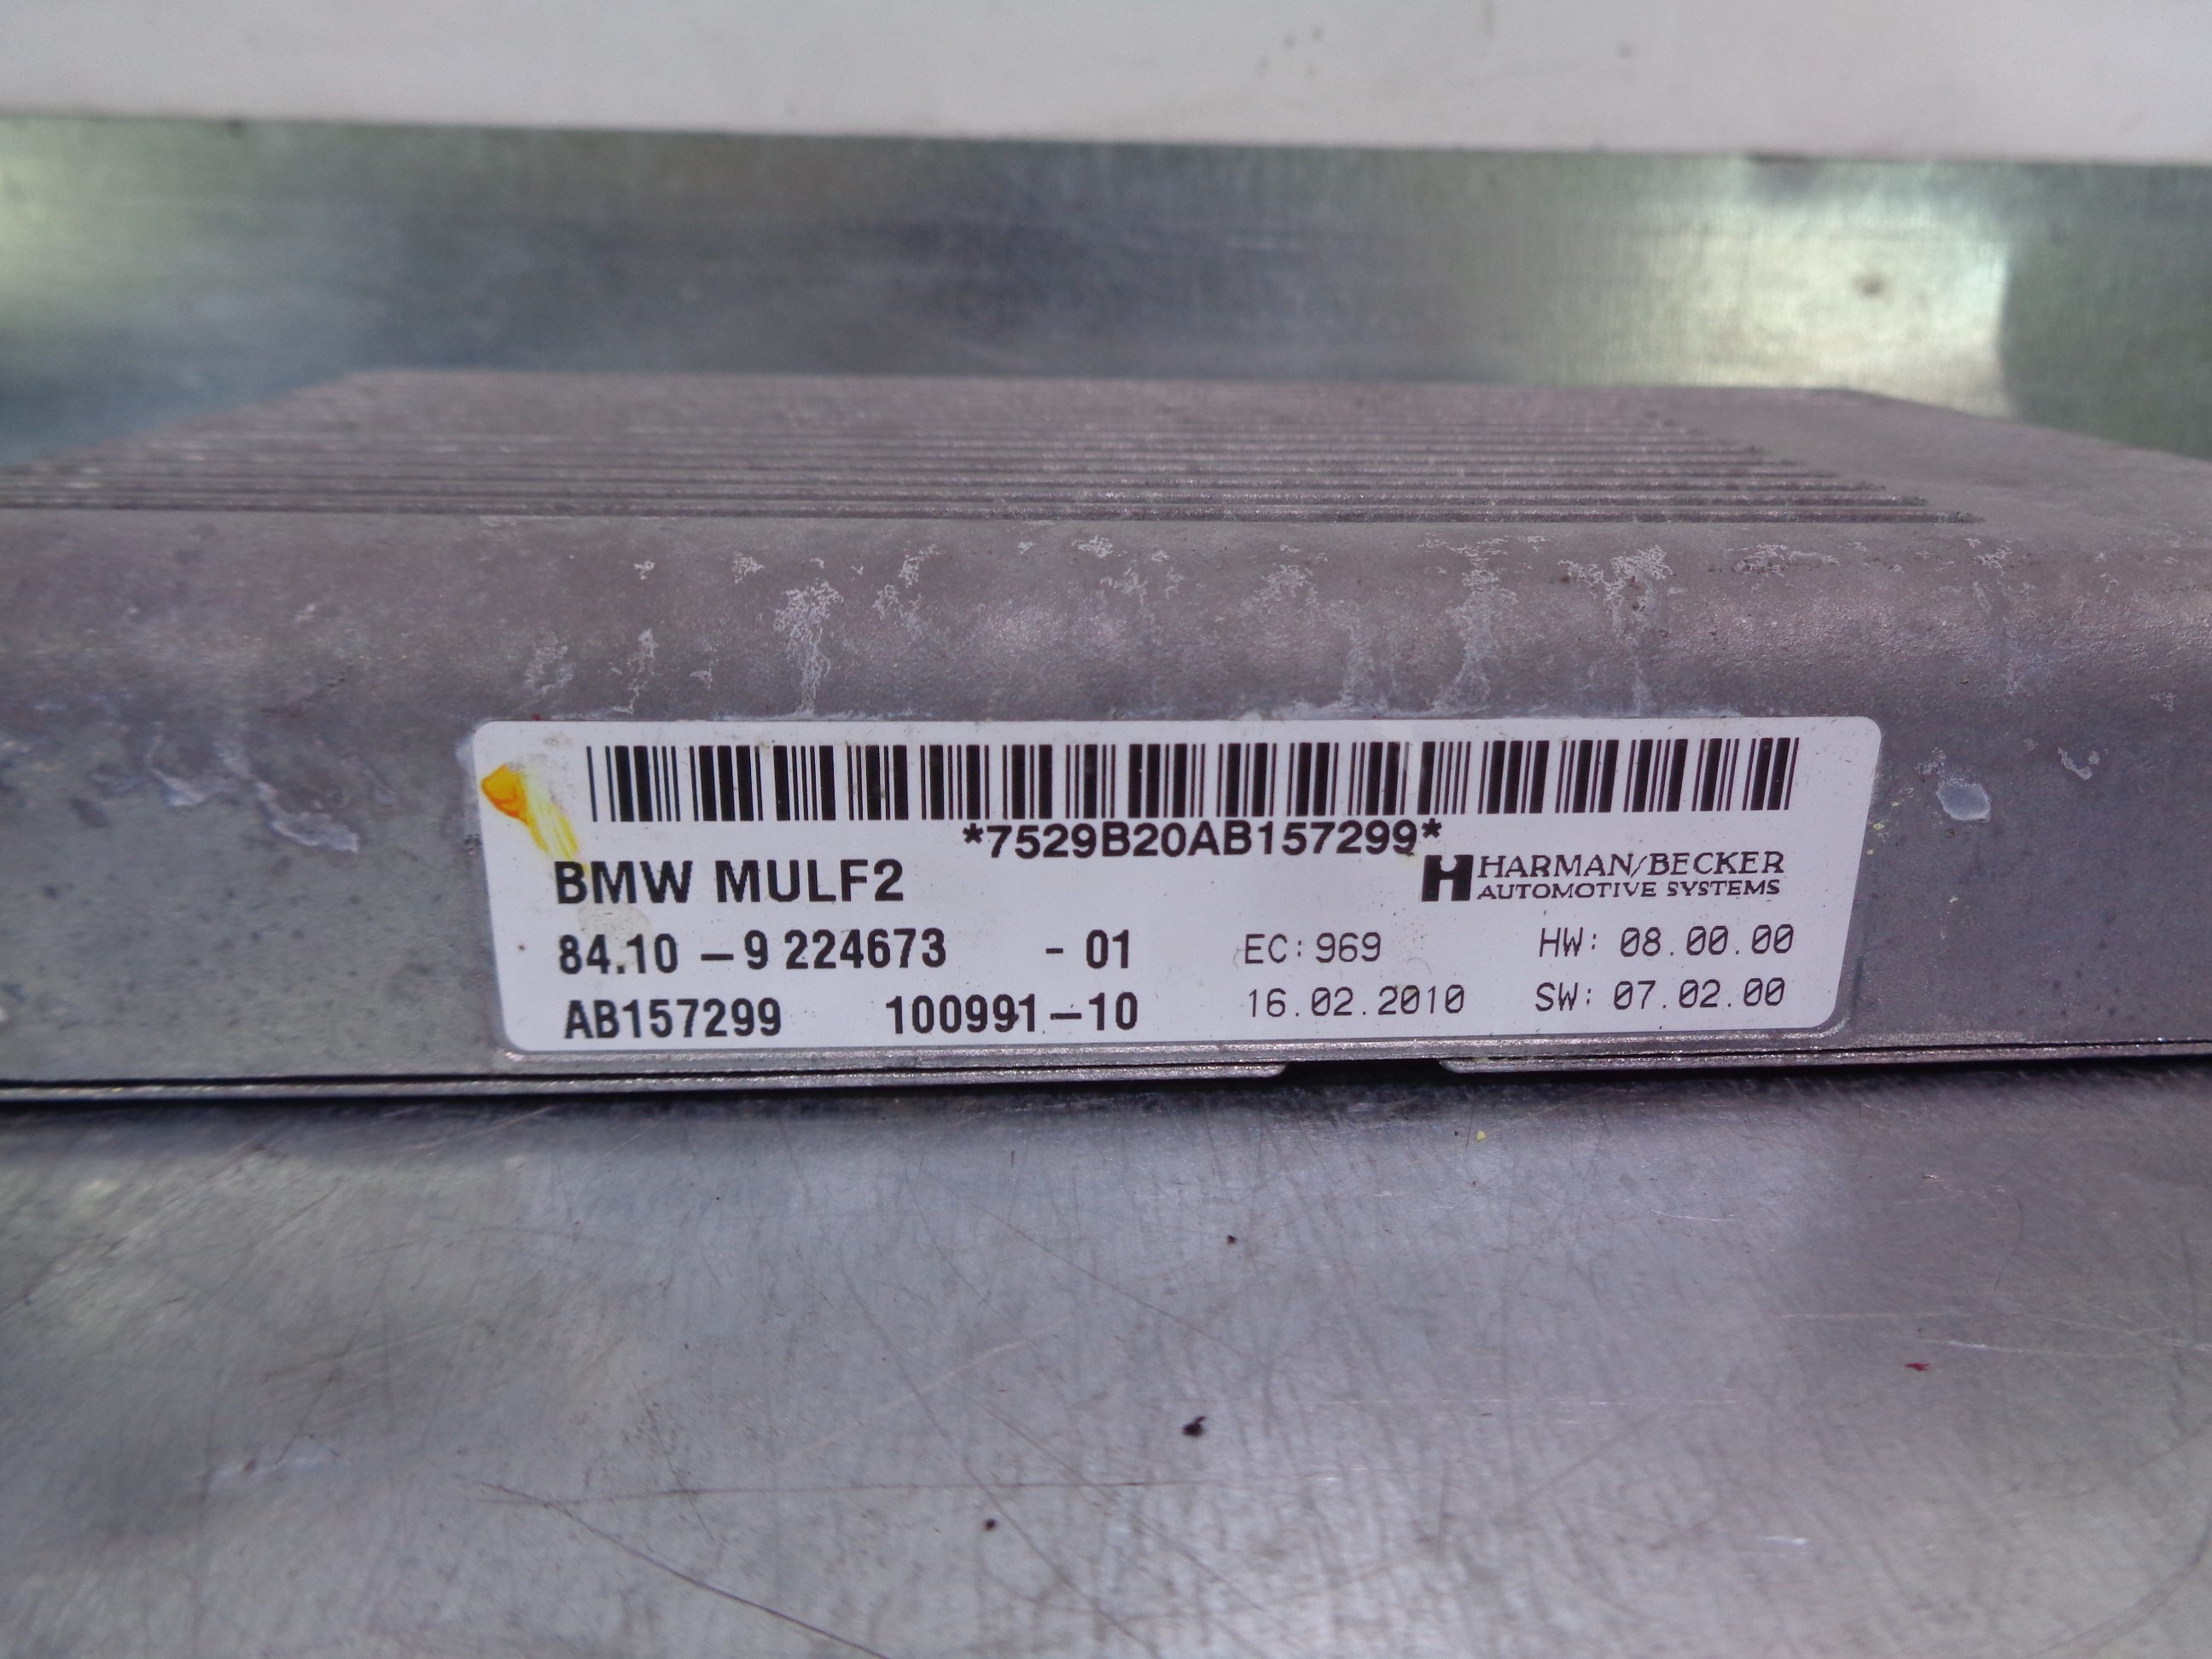 *7529B20AB157299*
BMW MULF2
HARMAN/BECKER
AUTOMOTIVE SYSTEMS
84.10 – 9 224673 - 01 EC: 969 HW: 08.00.00
AB157299 100991–10 16.02.2010 SW: 07.02.00